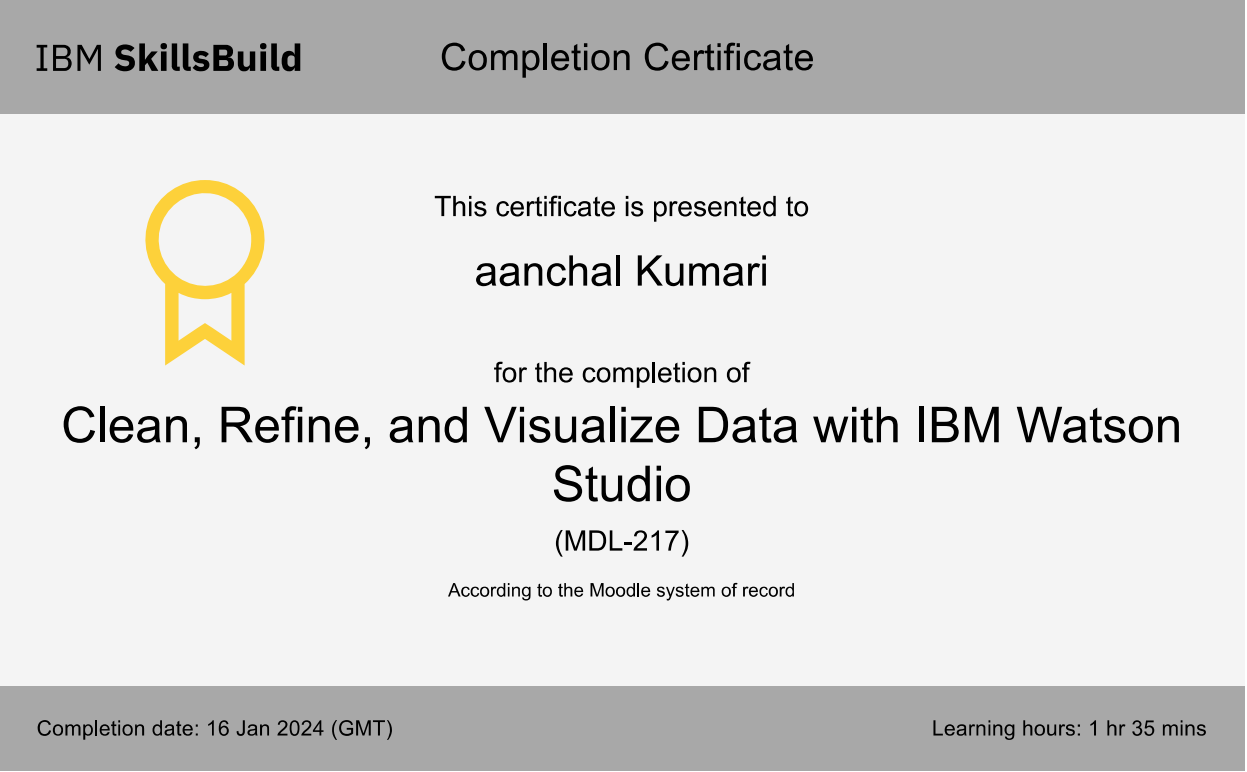 IBM SkillsBuild
Completion Certificate
This certificate is presented to
aanchal Kumari
for the completion of
Clean, Refine, and Visualize Data with IBM Watson
Studio
(MDL-217)
According to the Moodle system of record
Completion date: 16 Jan 2024 (GMT)
Learning hours: 1 hr 35 mins